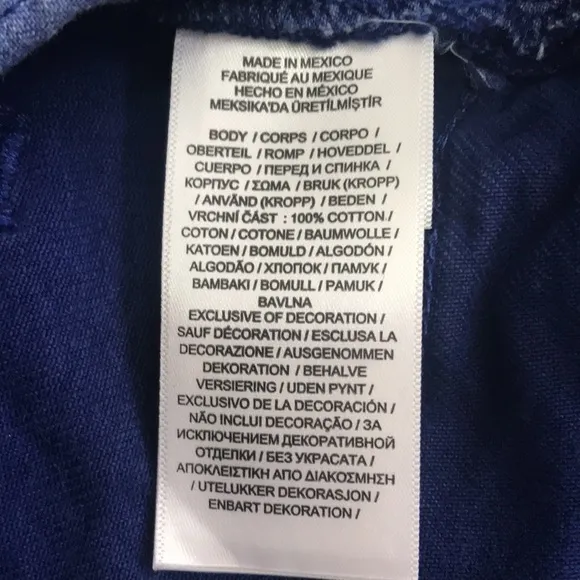 MADE IN MEXICO
FABRIQUÉ AU MEXIQUE
HECHO EN MÉXICO
MEKSIKA'DA ÜRETİLMİŞTİR
BODY / CORPS / CORPO /
OBERTEIL / ROMP / HOVEDDEL /
CUERPO / ПЕРЕД И СПИНКА /
КОРПУС / ΣΩΜΑ / BRUK (KROPP)
/ ANVÄND (KROPP) / BEDEN /
VRCHNÍ ČÁST : 100% COTTON /
COTON / COTONE / BAUMWOLLE /
KATOEN / BOMULD / ALGODÓN /
ALGODÃO / ХЛОПОК / ПАМУК /
ΒΑΜΒΑΚΙ / BOMULL / PAMUK /
BAVLNA
EXCLUSIVE OF DECORATION /
SAUF DÉCORATION / ESCLUSA LA
DECORAZIONE / AUSGENOMMEN
DEKORATION / BEHALVE
VERSIERING / UDEN PYNT /
EXCLUSIVO DE LA DECORACIÓN /
NÃO INCLUI DECORAÇÃO / ЗА
ИСКЛЮЧЕНИЕМ ДЕКОРАТИВНОЙ
ОТДЕЛКИ / БЕЗ УКРАСАТА /
ΑΠΟΚΛΕΙΣΤΙΚΗ ΑΠΟ ΔΙΑΚΟΣΜΗΣΗ
/ UTELUKKER DEKORASJON /
ENBART DEKORATION /